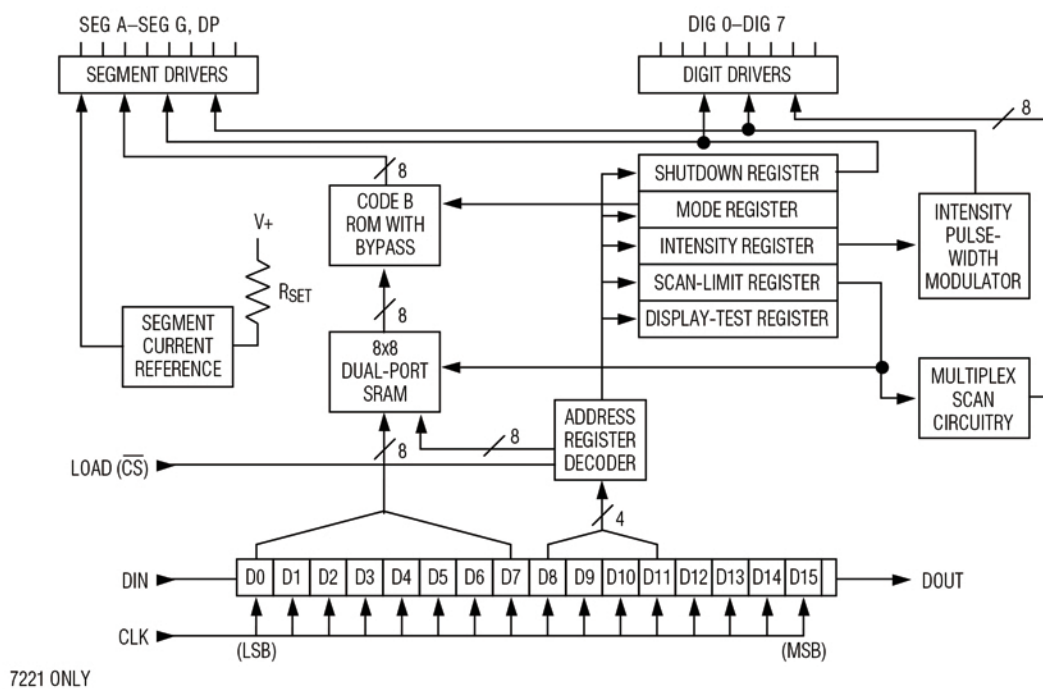 SEG A–SEG G, DP
DIG 0–DIG 7
SEGMENT DRIVERS
DIGIT DRIVERS
8
8
CODE B
ROM WITH
BYPASS
SHUTDOWN REGISTER
MODE REGISTER
INTENSITY REGISTER
SCAN-LIMIT REGISTER
DISPLAY-TEST REGISTER
INTENSITY
PULSE-
WIDTH
MODULATOR
V+
RSET
SEGMENT
CURRENT
REFERENCE
8
8x8
DUAL-PORT
SRAM
MULTIPLEX
SCAN
CIRCUITRY
ADDRESS
REGISTER
DECODER
8
8
LOAD (C̅S̅)
4
DIN
D0 D1 D2 D3 D4 D5 D6 D7 D8 D9 D10 D11 D12 D13 D14 D15
DOUT
CLK
(LSB)
(MSB)
7221 ONLY